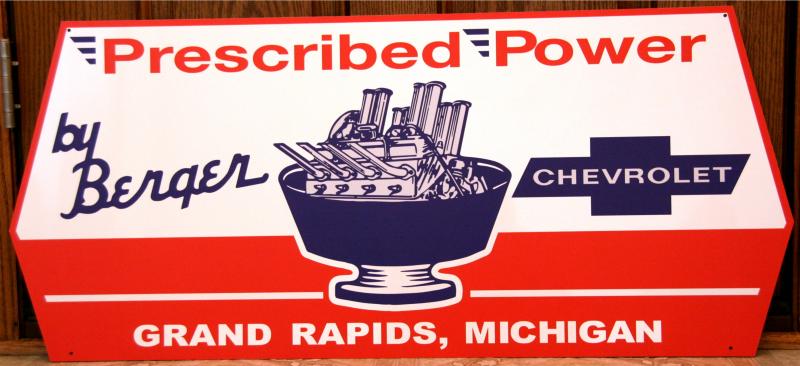 Prescribed Power
by
Berger
CHEVROLET
GRAND RAPIDS, MICHIGAN